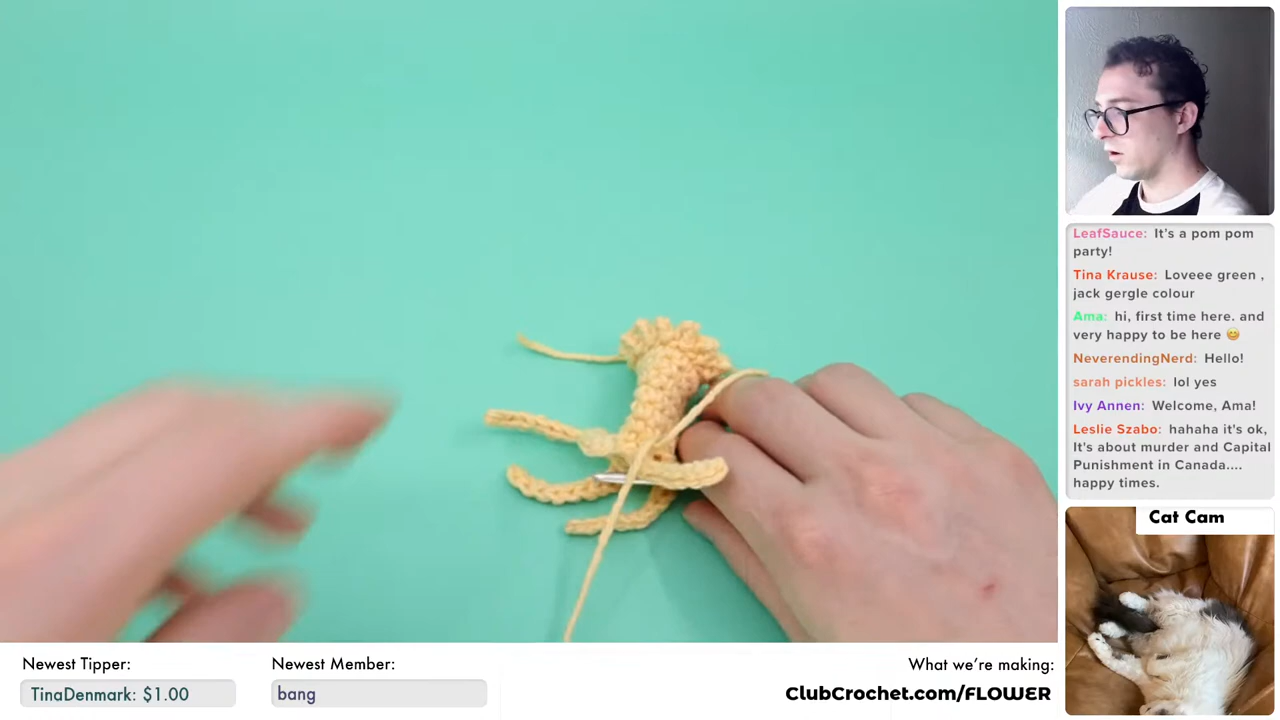 LeafSauce: It's a pom pom
party!
Tina Krause: Loveee green ,
jack gergle colour
Ama: hi, first time here. and
very happy to be here 😊
NeverendingNerd: Hello!
sarah pickles: lol yes
Ivy Annen: Welcome, Ama!
Leslie Szabo: hahaha it's ok,
It's about murder and Capital
Punishment in Canada....
happy times.
Cat Cam
Newest Tipper:
TinaDenmark: $1.00
Newest Member:
bang
What we're making:
ClubCrochet.com/FLOWER